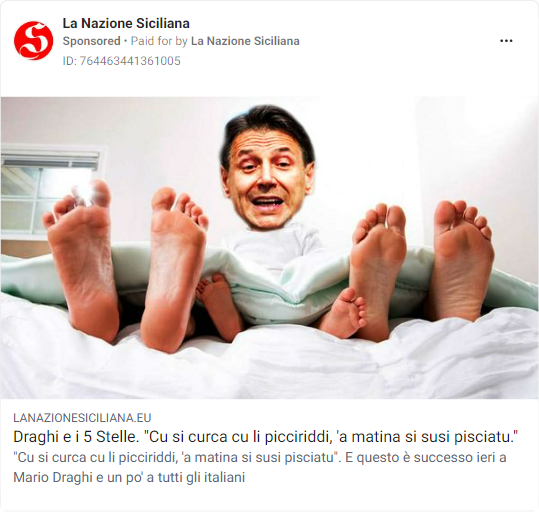 La Nazione Siciliana
Sponsored • Paid for by La Nazione Siciliana
ID: 764463441361005
LANAZIONESICILIANA.EU
Draghi e i 5 Stelle. "Cu si curca cu li picciriddi, 'a matina si susi pisciatu."
"Cu si curca cu li picciriddi, 'a matina si susi pisciatu". E questo è successo ieri a
Mario Draghi e un po' a tutti gli italiani